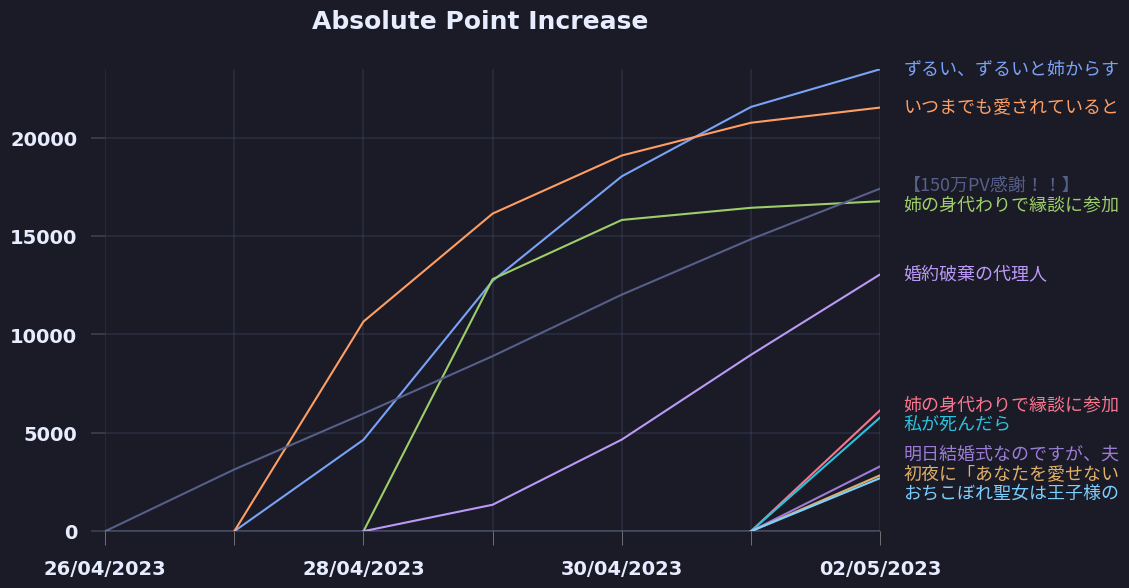 Absolute Point Increase
20000
15000
10000
5000
0
26/04/2023
28/04/2023
30/04/2023
02/05/2023
ずるい、ずるいと姉からす
いつまでも愛されていると
【150万PV感謝！！】
姉の身代わりで縁談に参加
婚約破棄の代理人
姉の身代わりで縁談に参加
私が死んだら
明日結婚式なのですが、夫
初夜に「あなたを愛せない
おちこぼれ聖女は王子様の